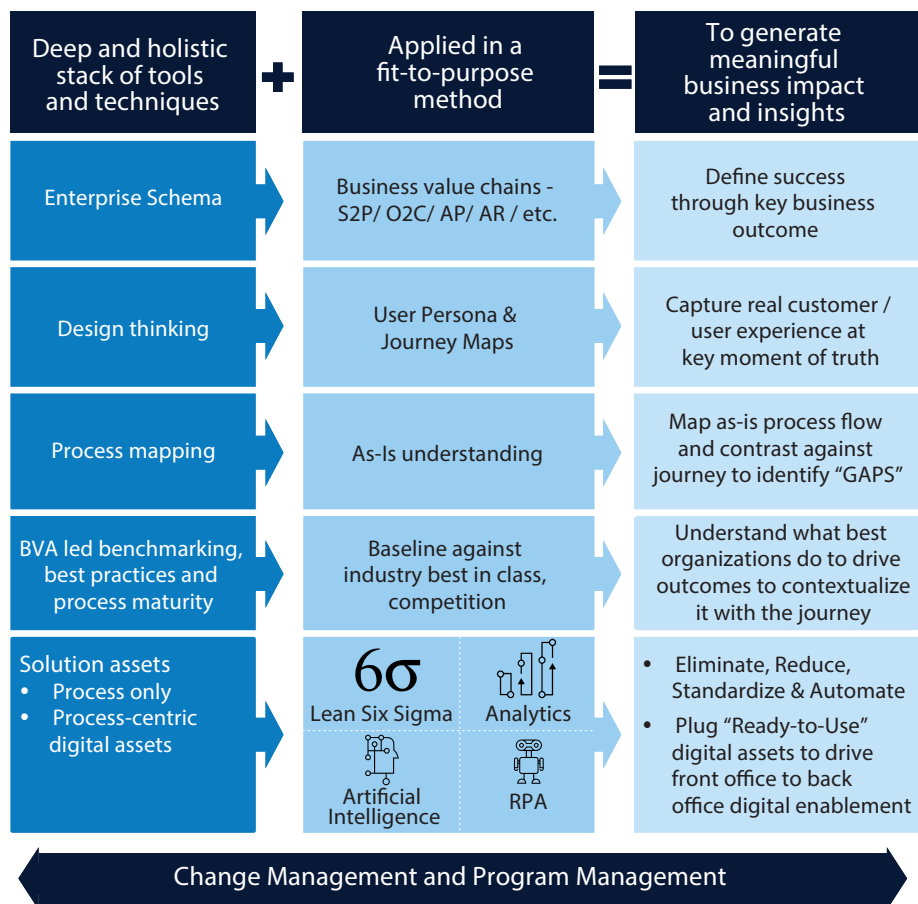 Deep and holistic
stack of tools
and techniques
+
Applied in a
fit-to-purpose
method
=
To generate
meaningful
business impact
and insights
Enterprise Schema
Business value chains -
S2P/ O2C/ AP/ AR / etc.
Define success
through key business
outcome
Design thinking
User Persona &
Journey Maps
Capture real customer /
user experience at
key moment of truth
Process mapping
As-Is understanding
Map as-is process flow
and contrast against
journey to identify “GAPS”
BVA led benchmarking,
best practices and
process maturity
Baseline against
industry best in class,
competition
Understand what best
organizations do to drive
outcomes to contextualize
it with the journey
Solution assets
• Process only
• Process-centric
digital assets
6σ
Lean Six Sigma
Analytics
Artificial
Intelligence
RPA
• Eliminate, Reduce,
Standardize & Automate
• Plug “Ready-to-Use”
digital assets to drive
front office to back
office digital enablement
Change Management and Program Management